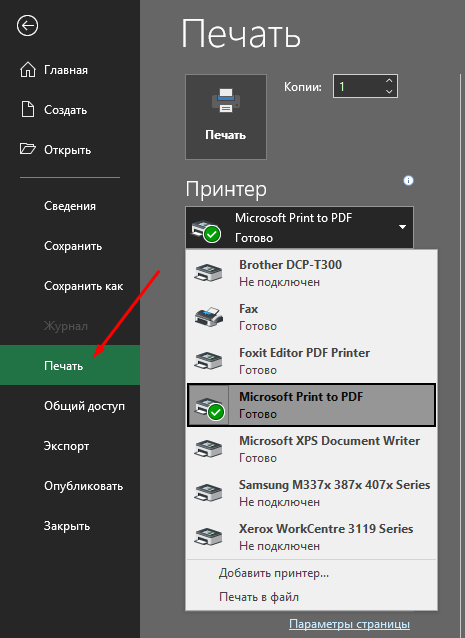 Печать
Главная
Создать
Открыть
Сведения
Сохранить
Сохранить как
Журнал
Печать
Общий доступ
Экспорт
Опубликовать
Закрыть
Печать
Копии: 1
Принтер
Microsoft Print to PDF
Готово
Brother DCP-T300
Не подключен
Fax
Готово
Foxit Editor PDF Printer
Готово
Microsoft Print to PDF
Готово
Microsoft XPS Document Writer
Готово
Samsung M337x 387x 407x Series
Не подключен
Xerox WorkCentre 3119 Series
Не подключен
Добавить принтер...
Печать в файл
Параметры страницы